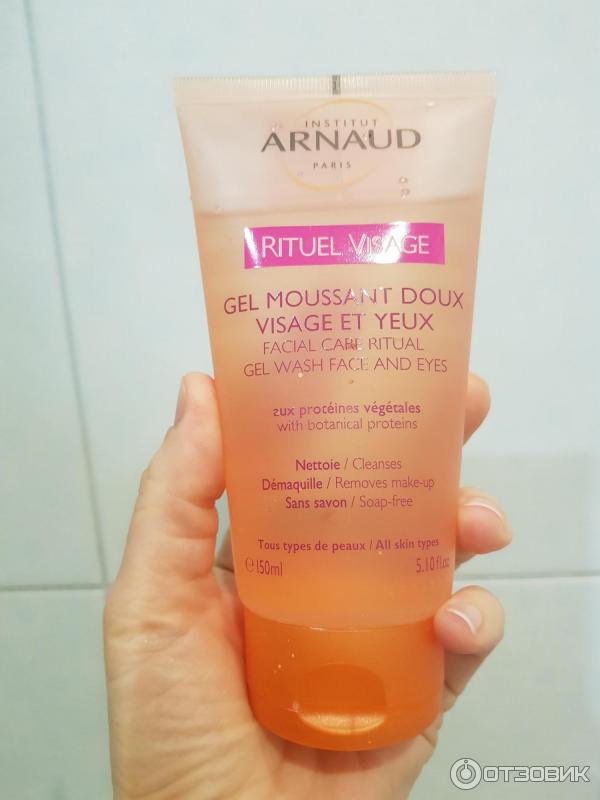 INSTITUT
ARNAUD
PARIS
RITUEL VISAGE
GEL MOUSSANT DOUX
VISAGE ET YEUX
FACIAL CARE RITUAL
GEL WASH FACE AND EYES
aux protéines végétales
with botanical proteins
Nettoie / Cleanses
Démaquille / Removes make-up
Sans savon / Soap-free
Tous types de peaux / All skin types
℮ 150ml 5.10 fl.oz
ОТЗОВИК